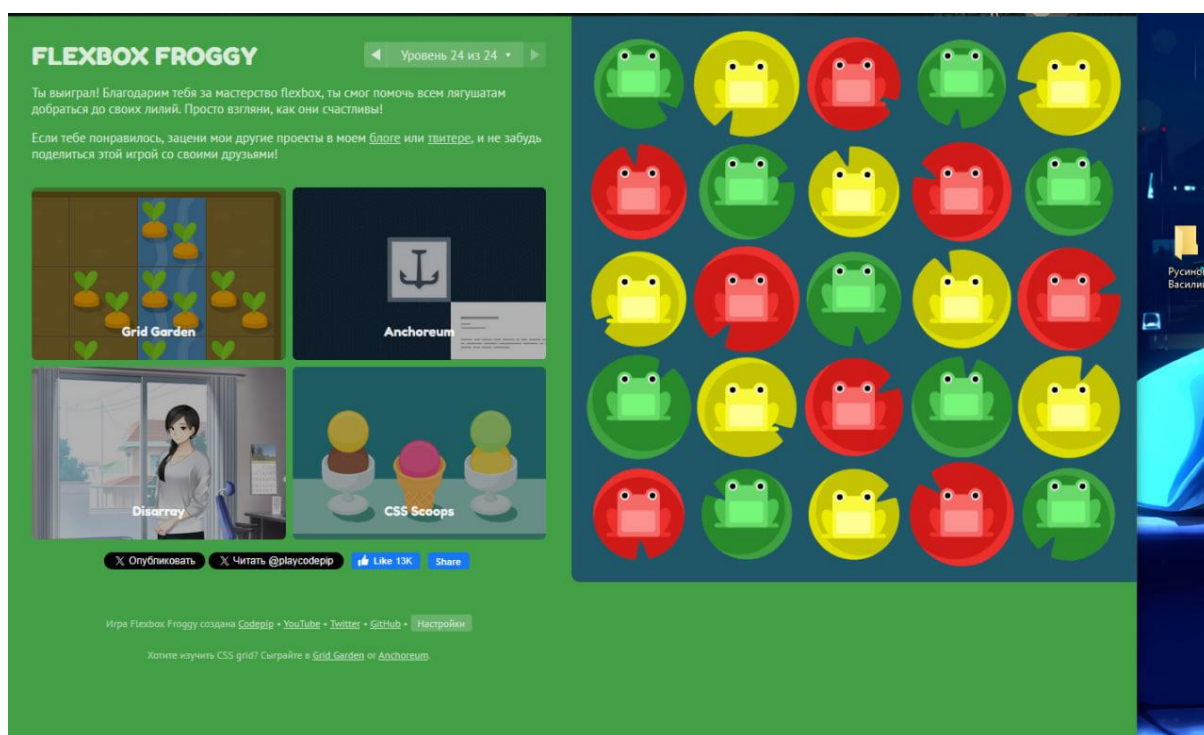 FLEXBOX FROGGY
◀ Уровень 24 из 24 ▾ ▶
Ты выиграл! Благодарим тебя за мастерство flexbox, ты смог помочь всем лягушатам
добраться до своих лилий. Просто взгляни, как они счастливы!
Если тебе понравилось, зацени мои другие проекты в моем блоге или твитере, и не забудь
поделиться этой игрой со своими друзьями!
Grid Garden
Anchoreum
Disarray
CSS Scoops
X Опубликовать
X Читать @playcodepip
Like 13K
Share
Игра Flexbox Froggy создана Codepip • YouTube • Twitter • GitHub • Настройки
Хотите изучить CSS grid? Сыграйте в Grid Garden or Anchoreum.
Василий